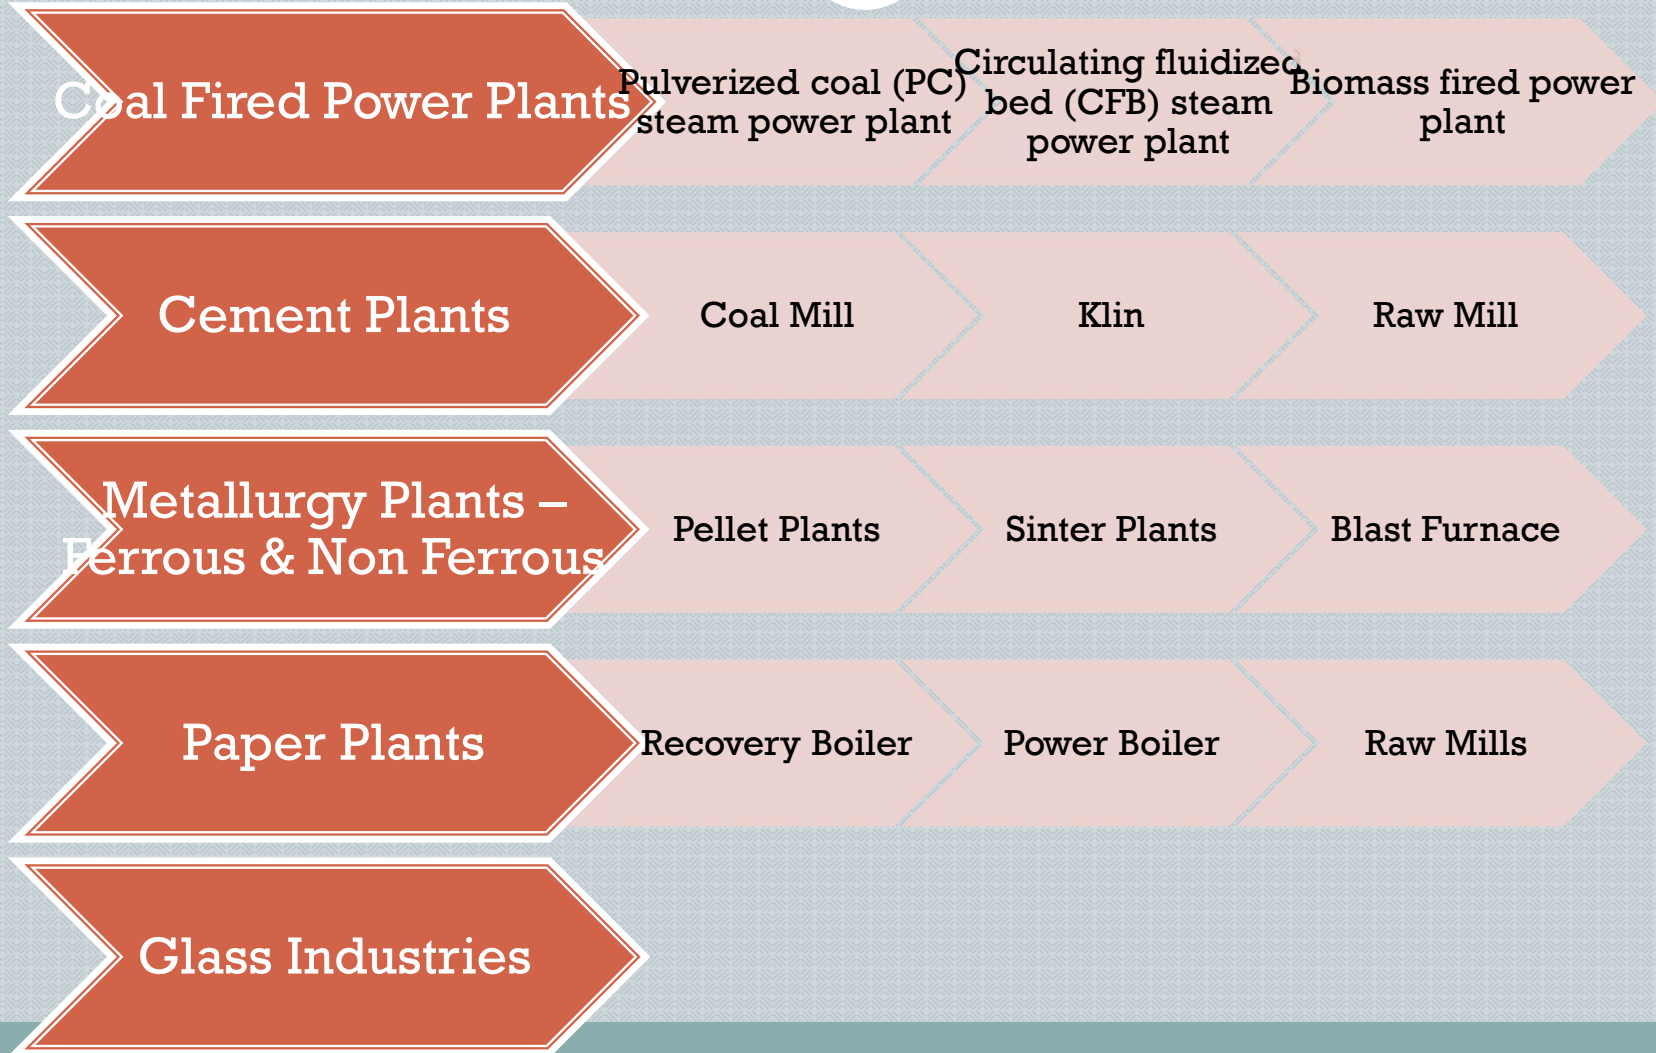 Coal Fired Power Plants
Pulverized coal (PC)
steam power plant
Circulating fluidized
bed (CFB) steam
power plant
Biomass fired power
plant
Cement Plants
Coal Mill
Klin
Raw Mill
Metallurgy Plants –
Ferrous & Non Ferrous
Pellet Plants
Sinter Plants
Blast Furnace
Paper Plants
Recovery Boiler
Power Boiler
Raw Mills
Glass Industries